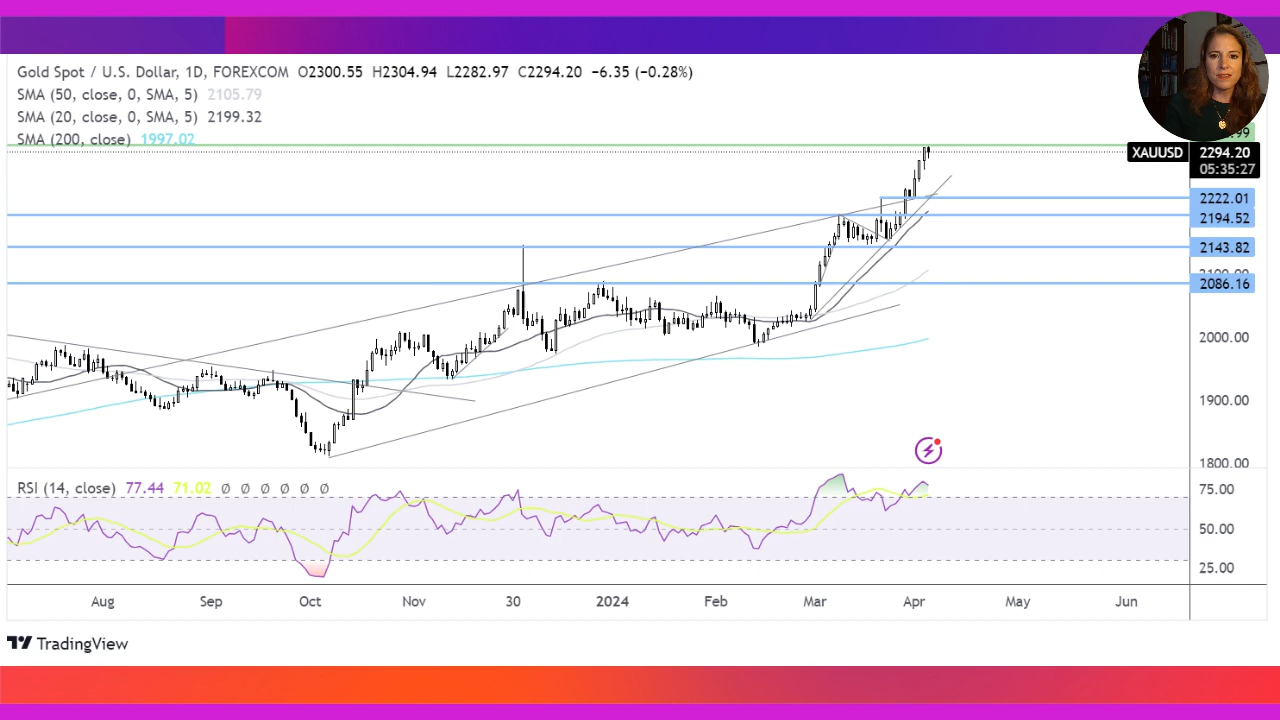 Gold Spot / U.S. Dollar, 1D, FOREXCOM O2300.55 H2304.94 L2282.97 C2294.20 −6.35 (−0.28%)
SMA (50, close, 0, SMA, 5) 2105.79
SMA (20, close, 0, SMA, 5) 2199.32
SMA (200, close) 1997.02
XAUUSD 2294.20
05:35:27
2222.01
2194.52
2143.82
2100.00
2086.16
2000.00
1900.00
1800.00
RSI (14, close) 77.44 71.02 Ø Ø Ø Ø Ø Ø
75.00
50.00
25.00
Aug Sep Oct Nov 30 2024 Feb Mar Apr May Jun
TradingView